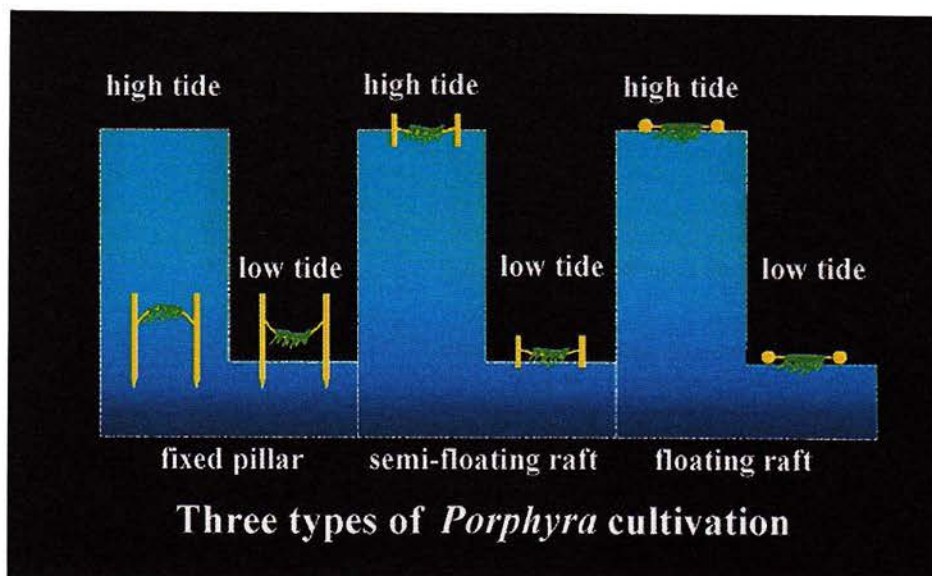 high tide
high tide
high tide
low tide
low tide
low tide
fixed pillar
semi-floating raft
floating raft
Three types of Porphyra cultivation